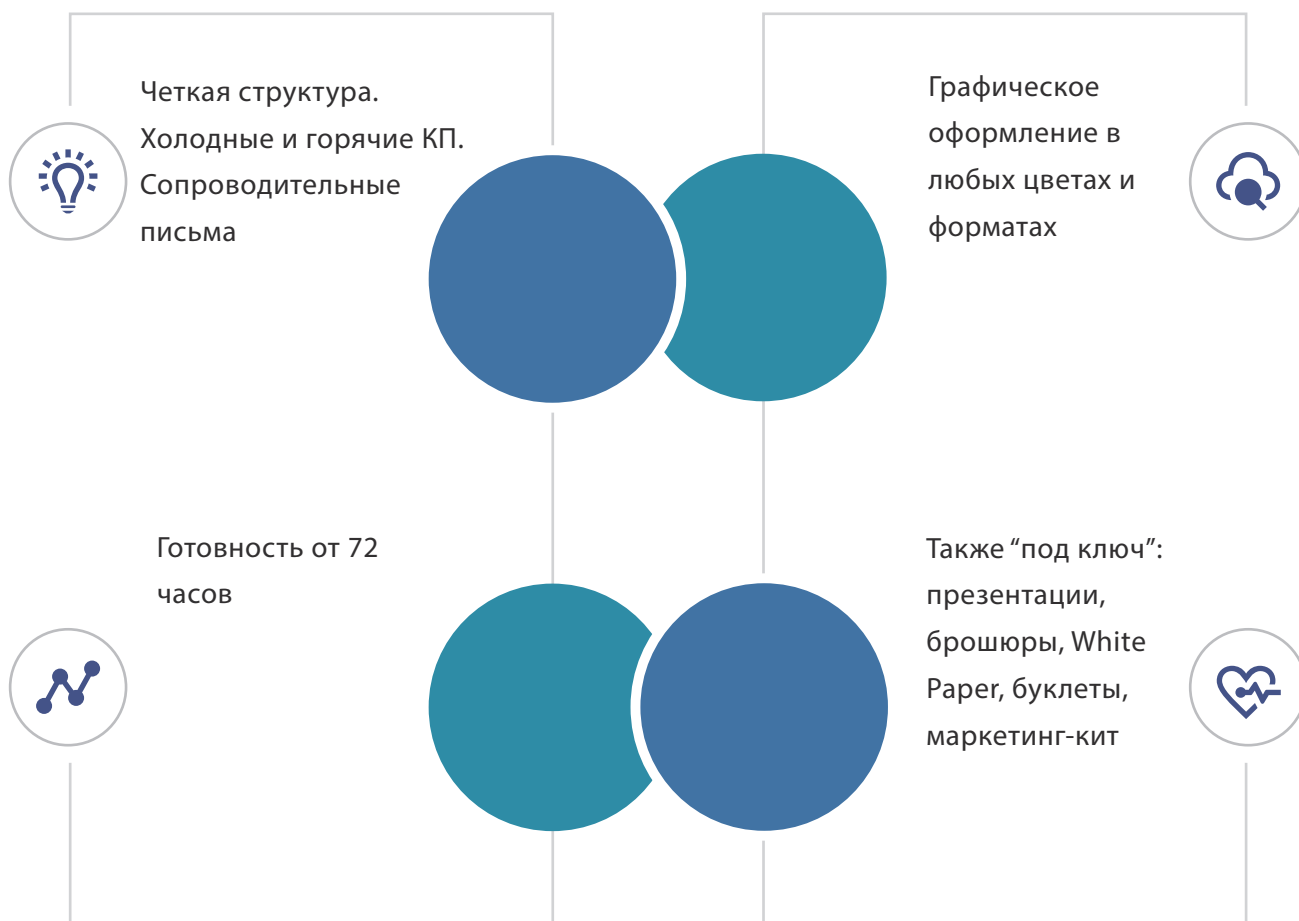 Четкая структура.
Холодные и горячие КП.
Сопроводительные
письма
Графическое
оформление в
любых цветах и
форматах
Готовность от 72
часов
Также “под ключ”:
презентации,
брошюры, White
Paper, буклеты,
маркетинг-кит